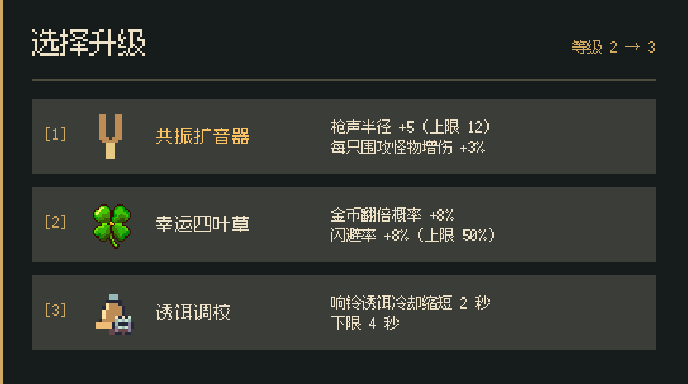 选择升级
等级 2 → 3
[1]
共振扩音器
枪声半径 +5（上限 12）
每只围攻怪物增伤 +3%
[2]
幸运四叶草
金币翻倍概率 +8%
闪避率 +8%（上限 50%）
[3]
诱饵调校
响铃诱饵冷却缩短 2 秒
下限 4 秒